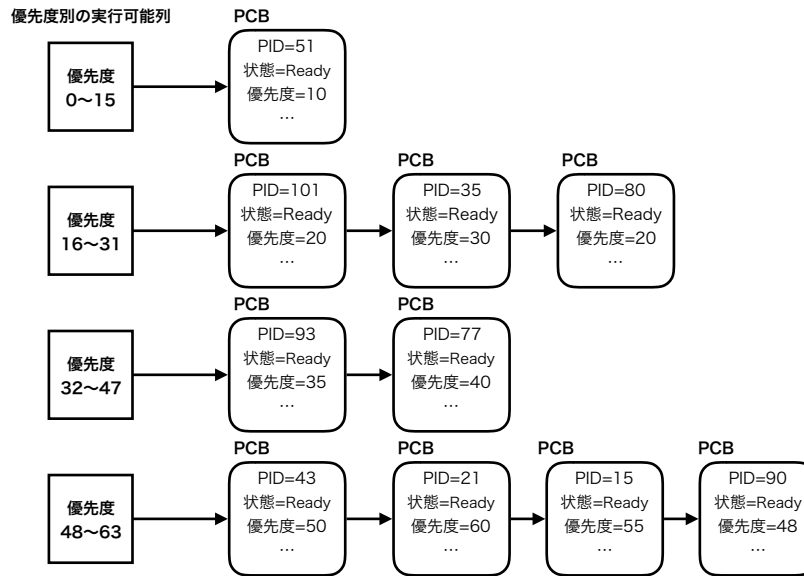 優先度別の実行可能列
PCB
優先度
0〜15
PID=51
状態=Ready
優先度=10
…
PCB
PCB
PCB
優先度
16〜31
PID=101
状態=Ready
優先度=20
…
PID=35
状態=Ready
優先度=30
…
PID=80
状態=Ready
優先度=20
…
PCB
PCB
優先度
32〜47
PID=93
状態=Ready
優先度=35
…
PID=77
状態=Ready
優先度=40
…
PCB
PCB
PCB
PCB
優先度
48〜63
PID=43
状態=Ready
優先度=50
…
PID=21
状態=Ready
優先度=60
…
PID=15
状態=Ready
優先度=55
…
PID=90
状態=Ready
優先度=48
…